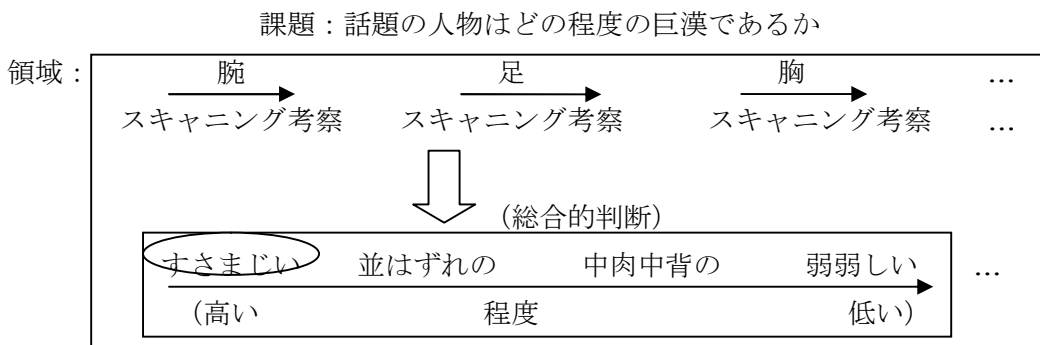 課題：話題の人物はどの程度の巨漢であるか
領域： 腕 足 胸 …
スキャニング考察 スキャニング考察 スキャニング考察 …
（総合的判断）
すさまじい 並はずれの 中肉中背の 弱弱しい …
（高い 程度 低い）